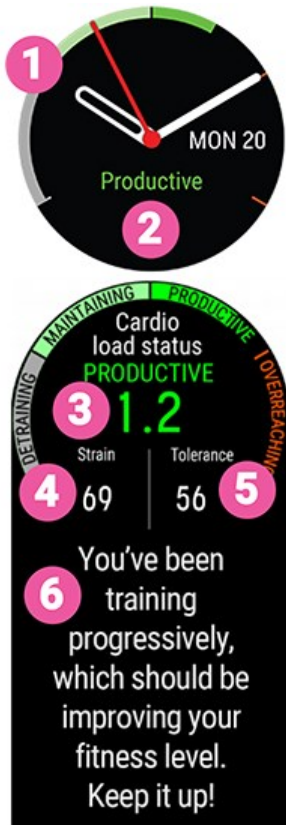 1
MON 20
Productive
2
DETRAINING
MAINTAINING
PRODUCTIVE
OVERREACHING
Cardio
load status
PRODUCTIVE
3
1.2
Strain
Tolerance
4
69
56
5
6
You’ve been
training
progressively,
which should be
improving your
fitness level.
Keep it up!